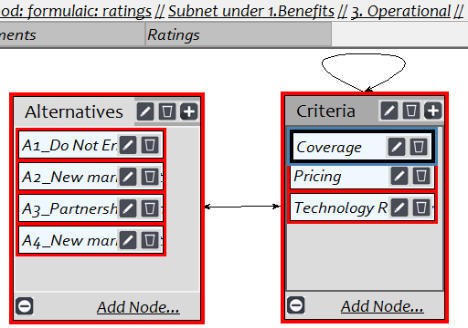 od: formulaic: ratings // Subnet under 1.Benefits // 3. Operational //
ments
Ratings
Alternatives
A1_Do Not En
A2_New mar
A3_Partnersh
A4_New mar
Add Node...
Criteria
Coverage
Pricing
Technology R
Add Node...